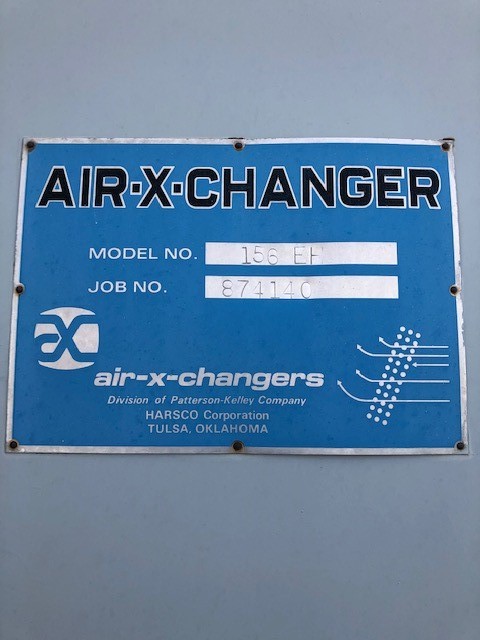 AIR-X-CHANGER
MODEL NO. 156 EH
JOB NO. 874140
ax
air-x-changers
Division of Patterson-Kelley Company
HARSCO Corporation
TULSA, OKLAHOMA